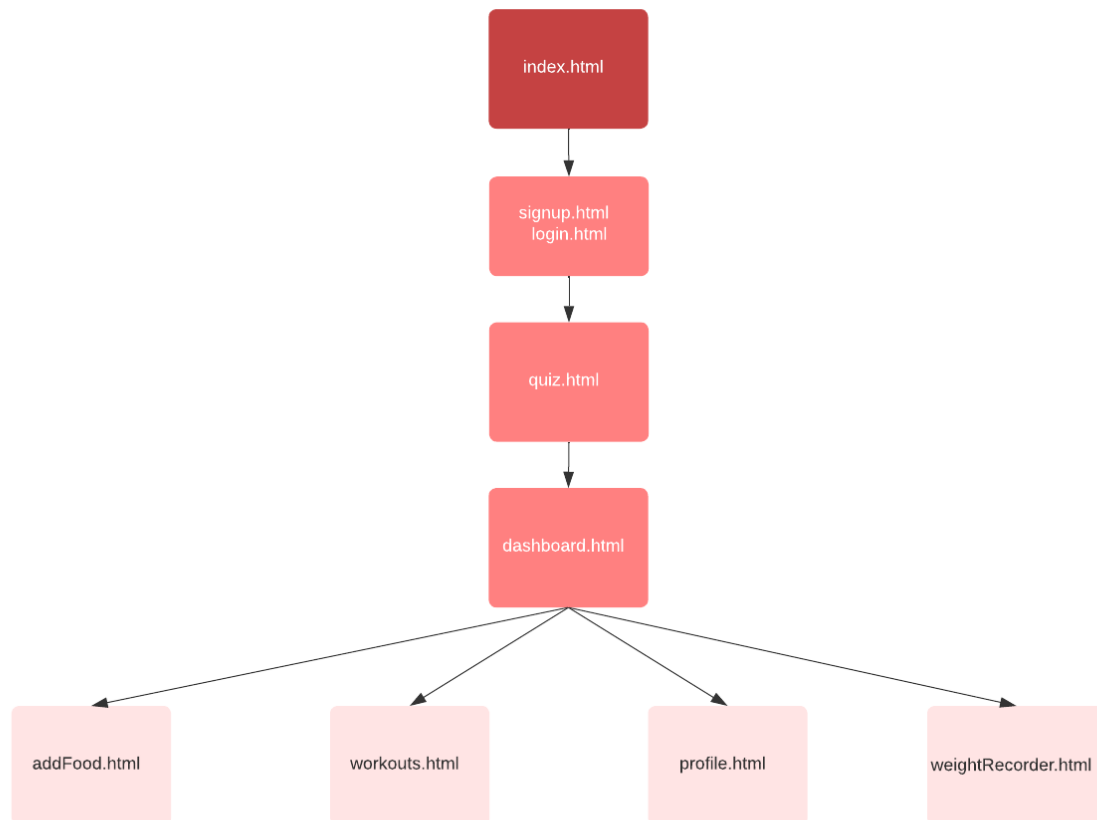 index.html
signup.html
login.html
quiz.html
dashboard.html
addFood.html
workouts.html
profile.html
weightRecorder.html